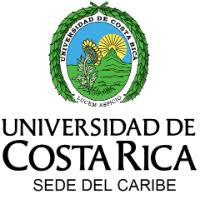 UNIVERSIDAD DE COSTA RICA
LUCEM ASPICIO
UNIVERSIDAD DE
COSTA RICA
SEDE DEL CARIBE